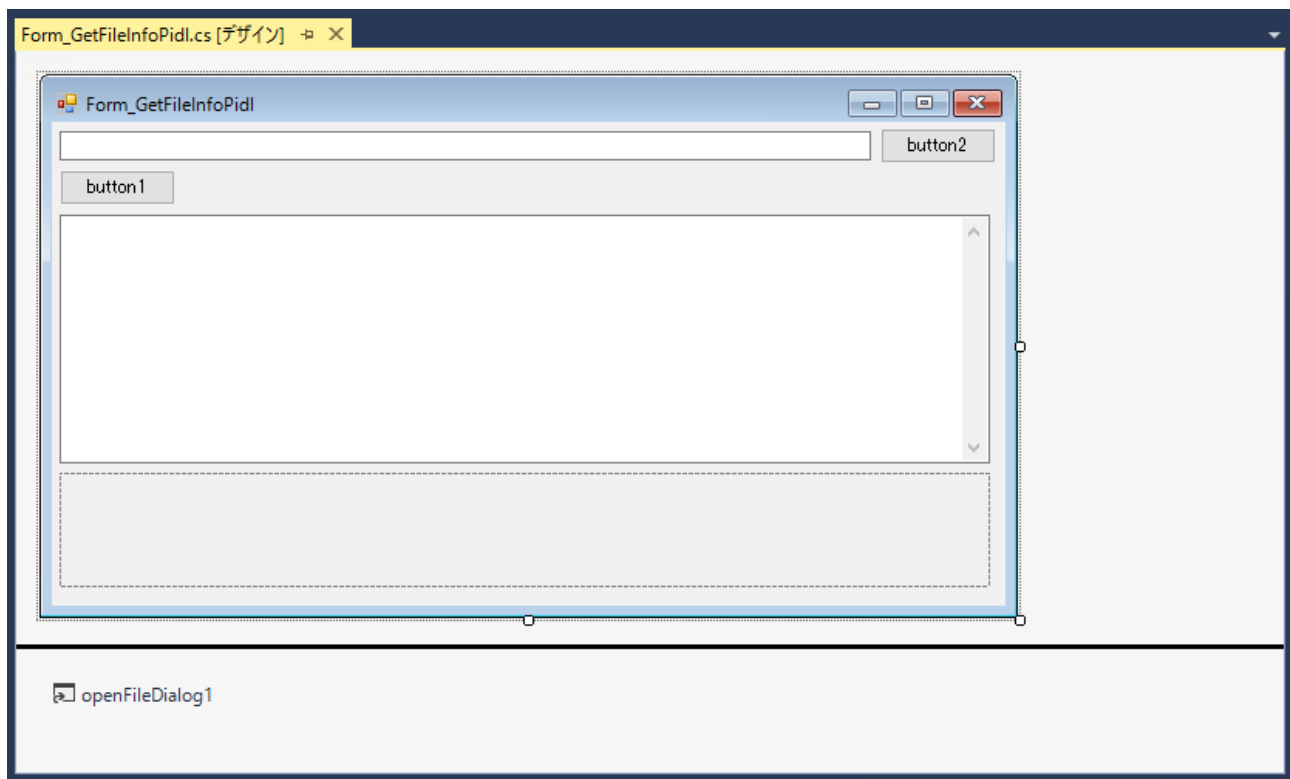 Form_GetFileInfoPidl.cs [デザイン]
Form_GetFileInfoPidl
button2
button1
openFileDialog1